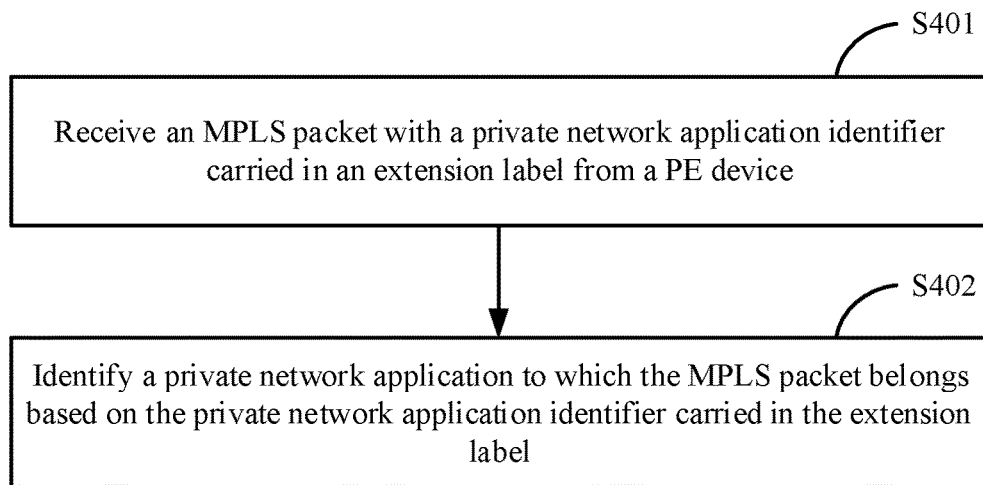 S401
Receive an MPLS packet with a private network application identifier
carried in an extension label from a PE device
S402
Identify a private network application to which the MPLS packet belongs
based on the private network application identifier carried in the extension
label